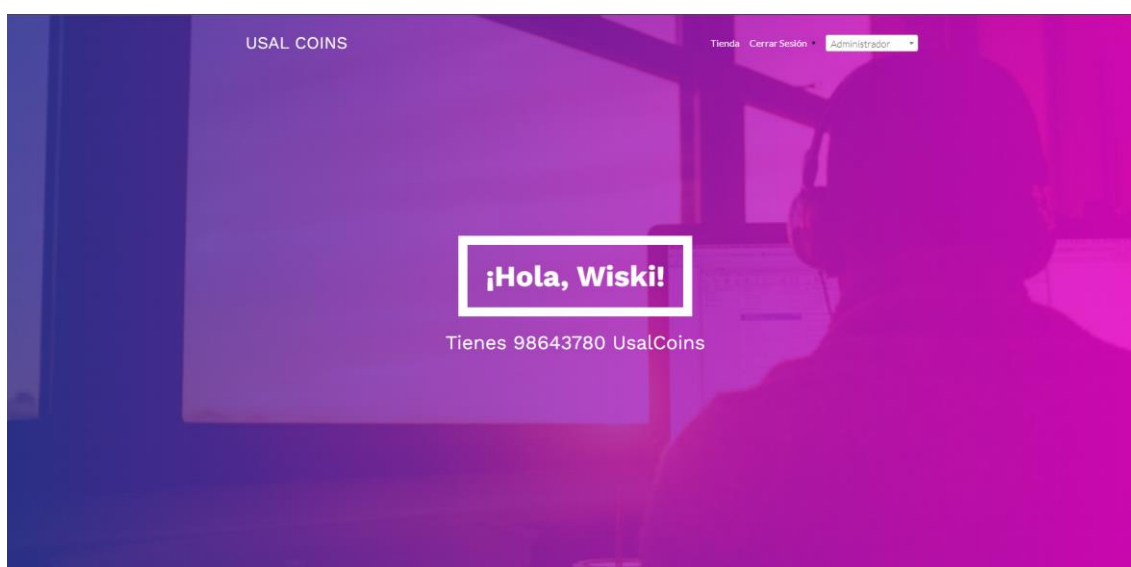 USAL COINS
Tienda Cerrar Sesión Administrador
¡Hola, Wiski!
Tienes 98643780 UsalCoins